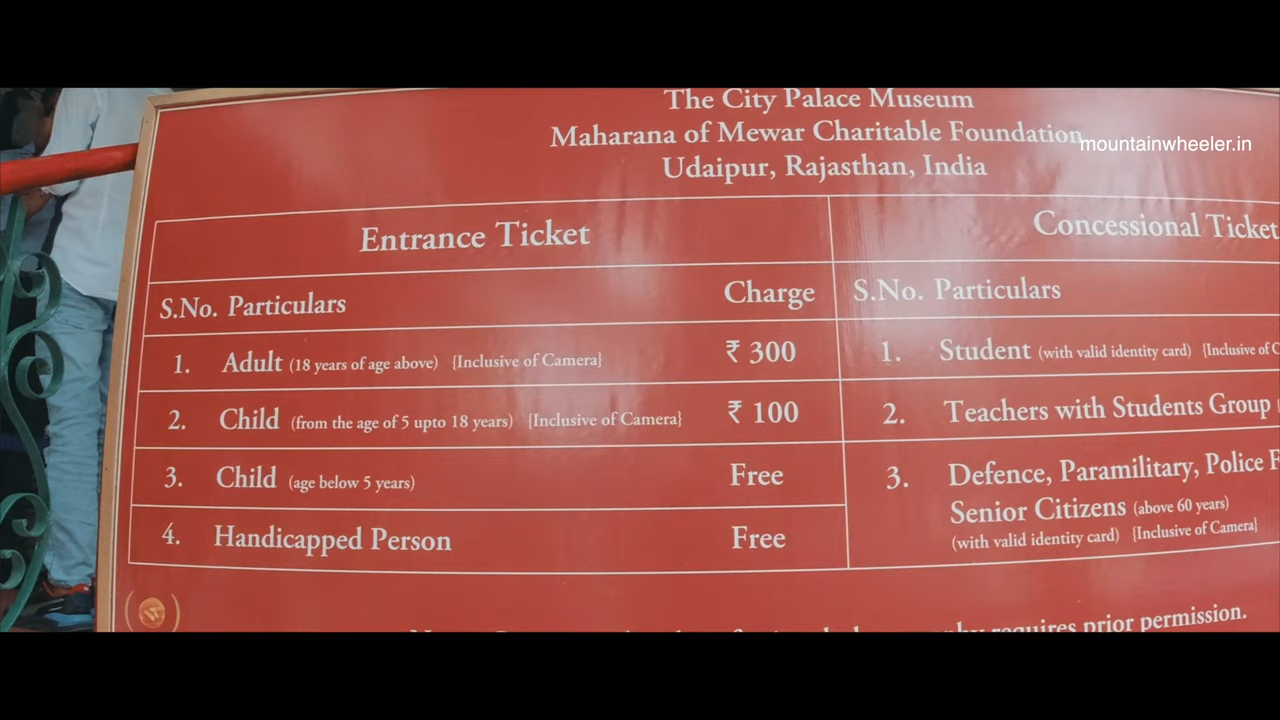 The City Palace Museum
Maharana of Mewar Charitable Foundation
mountainwheeler.in
Udaipur, Rajasthan, India
Entrance Ticket
S.No. Particulars Charge
1. Adult (18 years of age above) {Inclusive of Camera} ₹ 300
2. Child (from the age of 5 upto 18 years) {Inclusive of Camera} ₹ 100
3. Child (age below 5 years) Free
4. Handicapped Person Free
Concessional Ticket
S.No. Particulars
1. Student (with valid identity card) {Inclusive of
2. Teachers with Students Group
3. Defence, Paramilitary, Police
Senior Citizens (above 60 years)
(with valid identity card) {Inclusive of Camera}
requires prior permission.